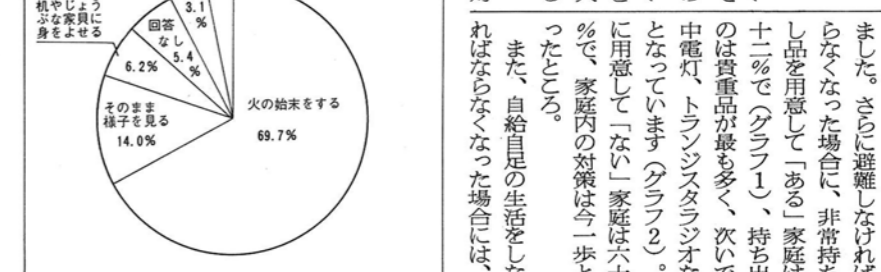 机やじょう
ぶな家具に
身をよせる
6.2%
回答
なし
5.4
%
3.1
%
そのまま
様子を見る
14.0%
火の始末をする
69.7%
ました。さらに避難しなければ
らなくなった場合に、非常持ち
し品を用意して「ある」家庭は
十二%で(グラフ1)、持ち出
のは貴重品が最も多く、次いで
中電灯、トランジスタラジオな
となっています(グラフ2)。
に用意して「ない」家庭は六十
%で、家庭内の対策は今一歩と
ったところ。
また、自給自足の生活をしな
ればならなくなった場合には、